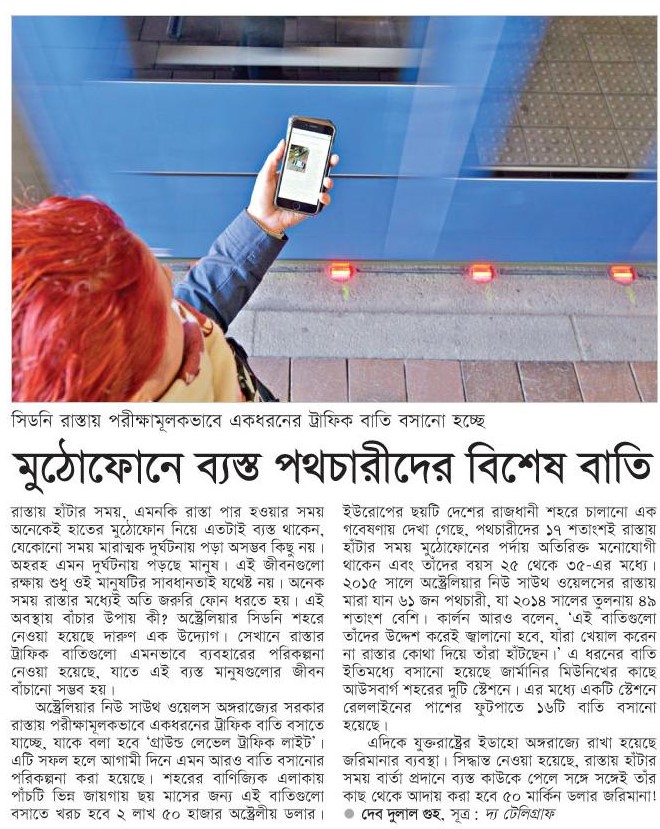 সিডনি রাস্তায় পরীক্ষামূলকভাবে একধরনের ট্রাফিক বাতি বসানো হচ্ছে
মুঠোফোনে ব্যস্ত পথচারীদের বিশেষ বাতি
রাস্তায় হাঁটার সময়, এমনকি রাস্তা পার হওয়ার সময়
অনেকেই হাতের মুঠোফোন নিয়ে এতটাই ব্যস্ত থাকেন,
যেকোনো সময় মারাত্মক দুর্ঘটনায় পড়া অসম্ভব কিছু নয়।
অহরহ এমন দুর্ঘটনায় পড়ছে মানুষ। এই জীবনগুলো
রক্ষায় শুধু ওই মানুষটির সাবধানতাই যথেষ্ট নয়। অনেক
সময় রাস্তার মধ্যেই অতি জরুরি ফোন ধরতে হয়। এই
অবস্থায় বাঁচার উপায় কী? অস্ট্রেলিয়ার সিডনি শহরে
নেওয়া হয়েছে দারুণ এক উদ্যোগ। সেখানে রাস্তার
ট্রাফিক বাতিগুলো এমনভাবে ব্যবহারের পরিকল্পনা
নেওয়া হয়েছে, যাতে এই ব্যস্ত মানুষগুলোর জীবন
বাঁচানো সম্ভব হয়।
অস্ট্রেলিয়ার নিউ সাউথ ওয়েলস অঙ্গরাজ্যের সরকার
রাস্তায় পরীক্ষামূলকভাবে একধরনের ট্রাফিক বাতি বসাতে
যাচ্ছে, যাকে বলা হবে ‘গ্রাউন্ড লেভেল ট্রাফিক লাইট’।
এটি সফল হলে আগামী দিনে এমন আরও বাতি বসানোর
পরিকল্পনা করা হয়েছে। শহরের বাণিজ্যিক এলাকায়
পাঁচটি ভিন্ন জায়গায় ছয় মাসের জন্য এই বাতিগুলো
বসাতে খরচ হবে ২ লাখ ৫০ হাজার অস্ট্রেলীয় ডলার।
ইউরোপের ছয়টি দেশের রাজধানী শহরে চালানো এক
গবেষণায় দেখা গেছে, পথচারীদের ১৭ শতাংশই রাস্তায়
হাঁটার সময় মুঠোফোনের পর্দায় অতিরিক্ত মনোযোগী
থাকেন এবং তাঁদের বয়স ২৫ থেকে ৩৫-এর মধ্যে।
২০১৫ সালে অস্ট্রেলিয়ার নিউ সাউথ ওয়েলসের রাস্তায়
মারা যান ৬১ জন পথচারী, যা ২০১৪ সালের তুলনায় ৪৯
শতাংশ বেশি। কার্লন আরও বলেন, ‘এই বাতিগুলো
তাঁদের উদ্দেশ করেই জ্বালানো হবে, যাঁরা খেয়াল করেন
না রাস্তার কোথা দিয়ে তাঁরা হাঁটছেন।’ এ ধরনের বাতি
ইতিমধ্যে বসানো হয়েছে জার্মানির মিউনিখের কাছে
আউসবার্গ শহরের দুটি স্টেশনে। এর মধ্যে একটি স্টেশনে
রেললাইনের পাশের ফুটপাতে ১৬টি বাতি বসানো
হয়েছে।
এদিকে যুক্তরাষ্ট্রের ইডাহো অঙ্গরাজ্যে রাখা হয়েছে
জরিমানার ব্যবস্থা। সিদ্ধান্ত নেওয়া হয়েছে, রাস্তায় হাঁটার
সময় বার্তা প্রদানে ব্যস্ত কাউকে পেলে সঙ্গে সঙ্গেই তাঁর
কাছ থেকে আদায় করা হবে ৫০ মার্কিন ডলার জরিমানা!
● দেব দুলাল গুহ, সূত্র : দ্য টেলিগ্রাফ